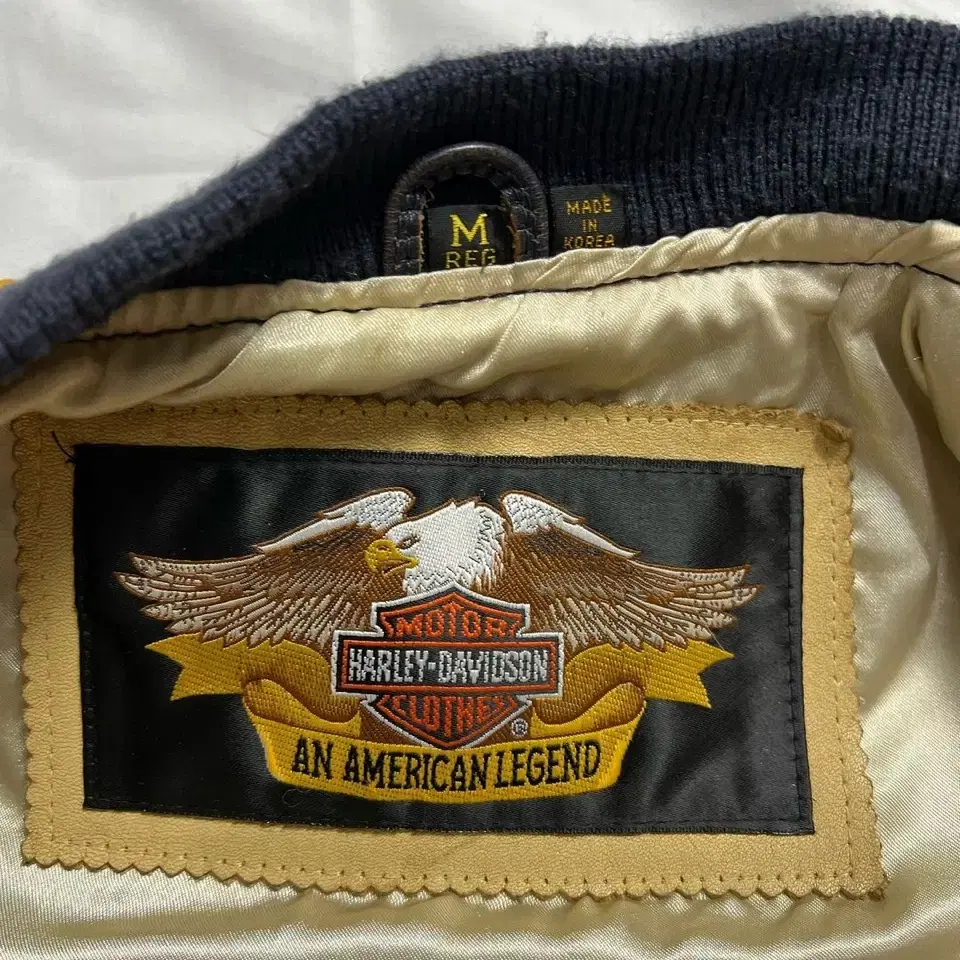 M
REG
MADE
IN
KOREA
MOTOR
HARLEY-DAVIDSON
CLOTHES
®
AN AMERICAN LEGEND